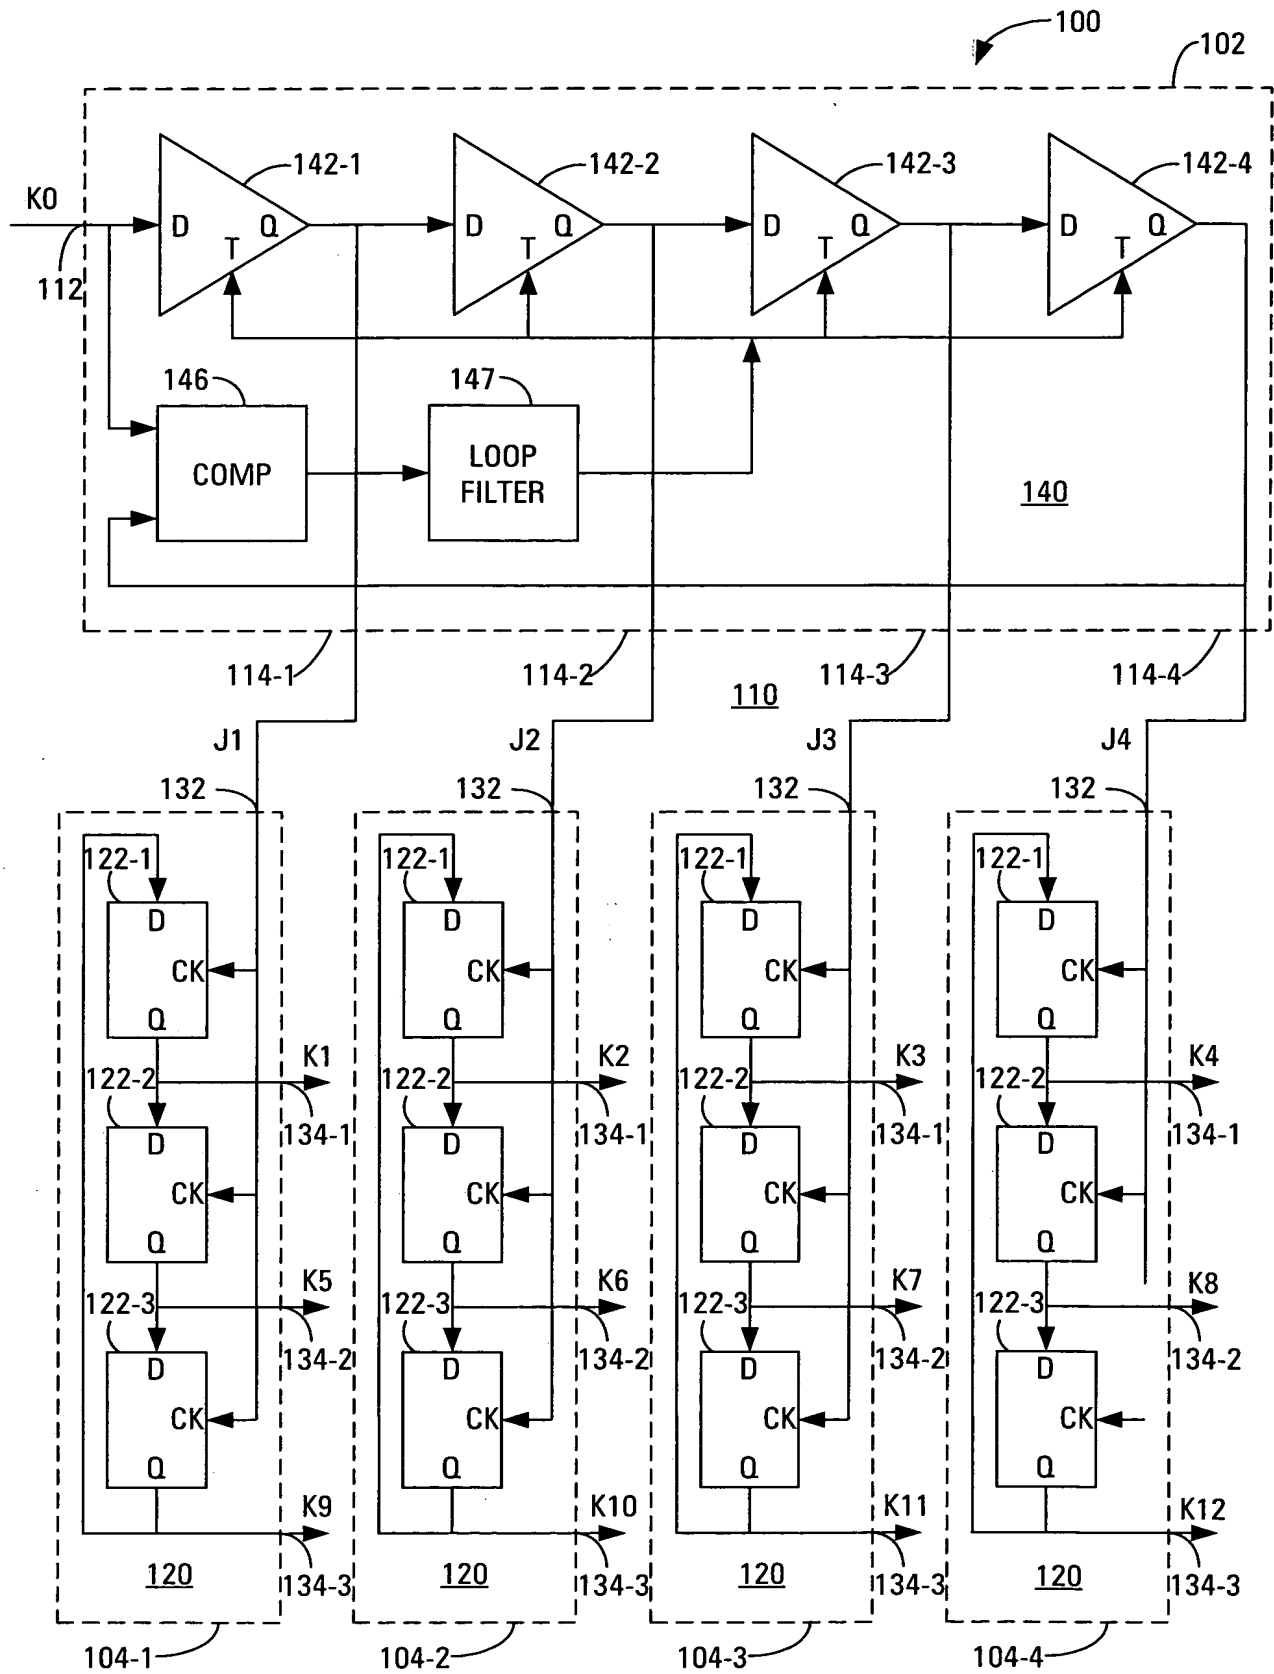 100
102
142-1 142-2 142-3 142-4
K0
D Q D Q D Q D Q
T T T T
112
146 147
COMP
LOOP
FILTER
140
114-1 114-2 114-3 114-4
110
J1 J2 J3 J4
132 132 132 132
122-1 122-1 122-1 122-1
D D D D
CK CK CK CK
Q Q Q Q
K1 K2 K3 K4
122-2 122-2 122-2 122-2
134-1 134-1 134-1 134-1
D D D D
CK CK CK CK
Q Q Q Q
K5 K6 K7 K8
122-3 122-3 122-3 122-3
134-2 134-2 134-2 134-2
D D D D
CK CK CK CK
Q Q Q Q
K9 K10 K11 K12
120 134-3 120 134-3 120 134-3 120 134-3
104-1 104-2 104-3 104-4